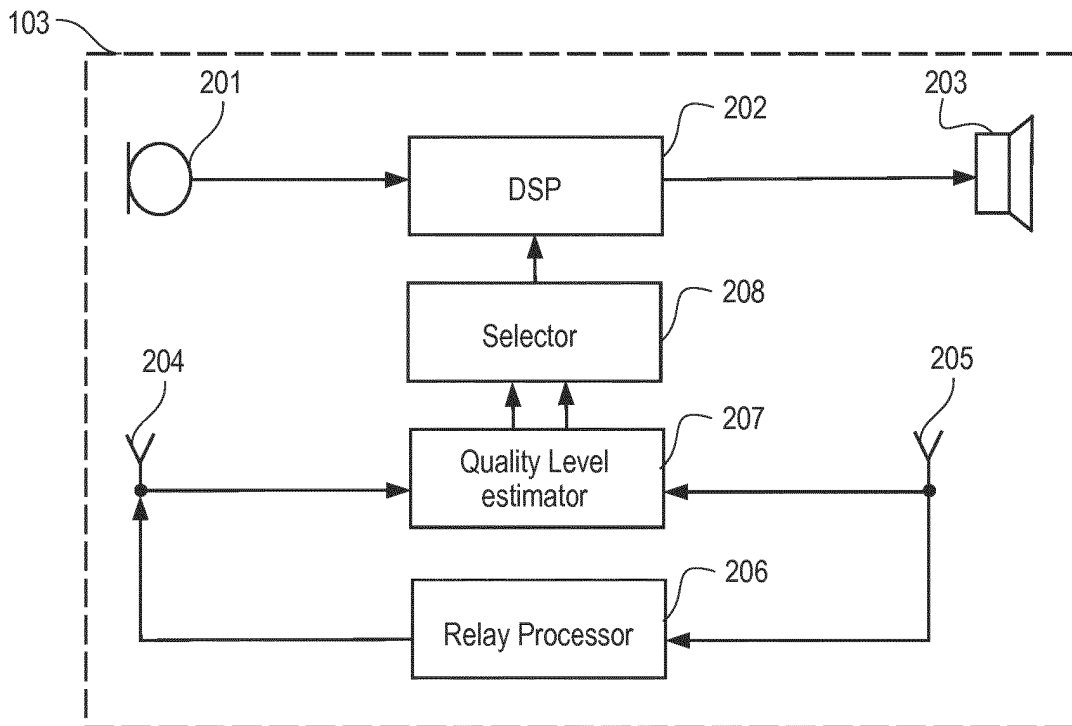 103
201
202
203
DSP
208
Selector
204
205
207
Quality Level
estimator
206
Relay Processor